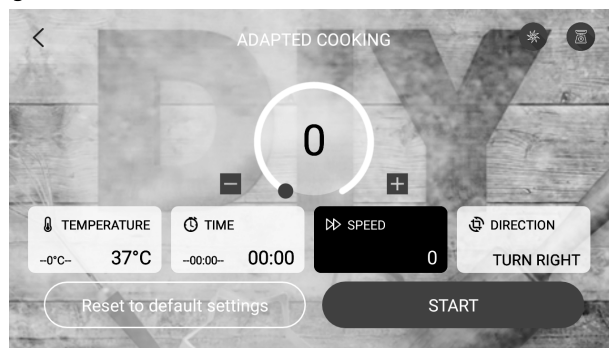 ADAPTED COOKING
DIY
0
TEMPERATURE
--0°C-- 37°C
TIME
--00:00-- 00:00
SPEED
0
DIRECTION
TURN RIGHT
Reset to default settings
START